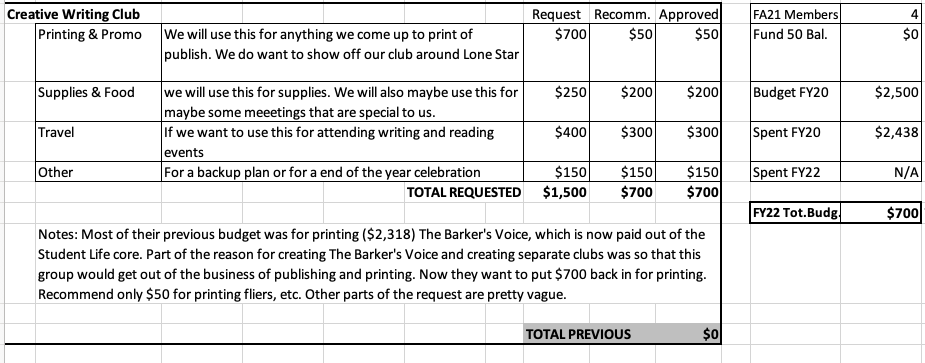 Creative Writing Club Request Recomm. Approved FA21 Members 4
Printing & Promo We will use this for anything we come up to print of $700 $50 $50 Fund 50 Bal. $0
publish. We do want to show off our club around Lone Star
Supplies & Food we will use this for supplies. We will also maybe use this for $250 $200 $200 Budget FY20 $2,500
maybe some meeetings that are special to us.
Travel If we want to use this for attending writing and reading $400 $300 $300 Spent FY20 $2,438
events
Other For a backup plan or for a end of the year celebration $150 $150 $150 Spent FY22 N/A
TOTAL REQUESTED $1,500 $700 $700
FY22 Tot.Budg. $700
Notes: Most of their previous budget was for printing ($2,318) The Barker's Voice, which is now paid out of the
Student Life core. Part of the reason for creating The Barker's Voice and creating separate clubs was so that this
group would get out of the business of publishing and printing. Now they want to put $700 back in for printing.
Recommend only $50 for printing fliers, etc. Other parts of the request are pretty vague.
TOTAL PREVIOUS $0